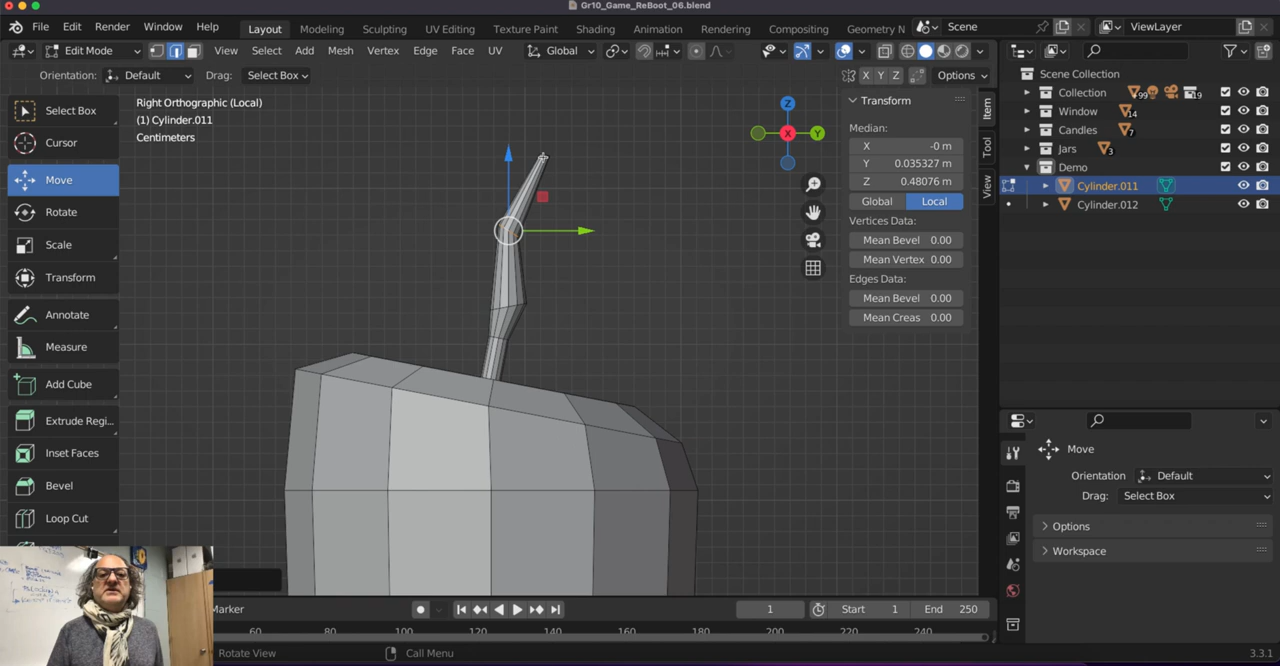 Gr10_Game_ReBoot_06.blend
File Edit Render Window Help Layout Modeling Sculpting UV Editing Texture Paint Shading Animation Rendering Compositing Geometry N Scene ViewLayer
Edit Mode View Select Add Mesh Vertex Edge Face UV Global
Orientation: Default Drag: Select Box X Y Z Options
Select Box
Cursor
Move
Rotate
Scale
Transform
Annotate
Measure
Add Cube
Extrude Regi...
Inset Faces
Bevel
Loop Cut
Right Orthographic (Local)
(1) Cylinder.011
Centimeters
Z
X
Y
Transform
Median:
X -0 m
Y 0.035327 m
Z 0.48076 m
Global Local
Vertices Data:
Mean Bevel 0.00
Mean Vertex 0.00
Edges Data:
Mean Bevel 0.00
Mean Creas 0.00
Item
Tool
View
Scene Collection
Collection 99 19
Window 14
Candles 7
Jars 3
Demo
Cylinder.011
Cylinder.012
Move
Orientation Default
Drag: Select Box
Options
Workspace
Marker 1 Start 1 End 250
60 80 100 120 140 160 180 200 220 240
Rotate View Call Menu 3.3.1